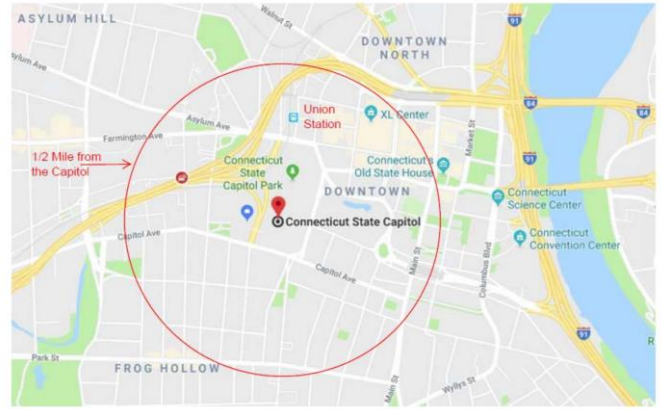 ASYLUM HILL
Walnut St
91
DOWNTOWN
NORTH
Asylum Ave
Asylum Ave
Union
Station
XL Center
Market St
84
84
Farmington Ave
1/2 Mile from
the Capitol
Connecticut
State
Capitol Park
Connecticut's
Old State House
91
DOWNTOWN
Connecticut
Science Center
Connecticut State Capitol
Connecticut
Convention Center
Capitol Ave
Main St
Columbus Blvd
Capitol Ave
91
R
Park St
FROG HOLLOW
Main St
Wyllys St